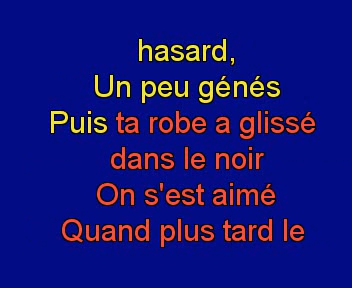 hasard,
Un peu génés
Puis ta robe a glissé
dans le noir
On s'est aimé
Quand plus tard le